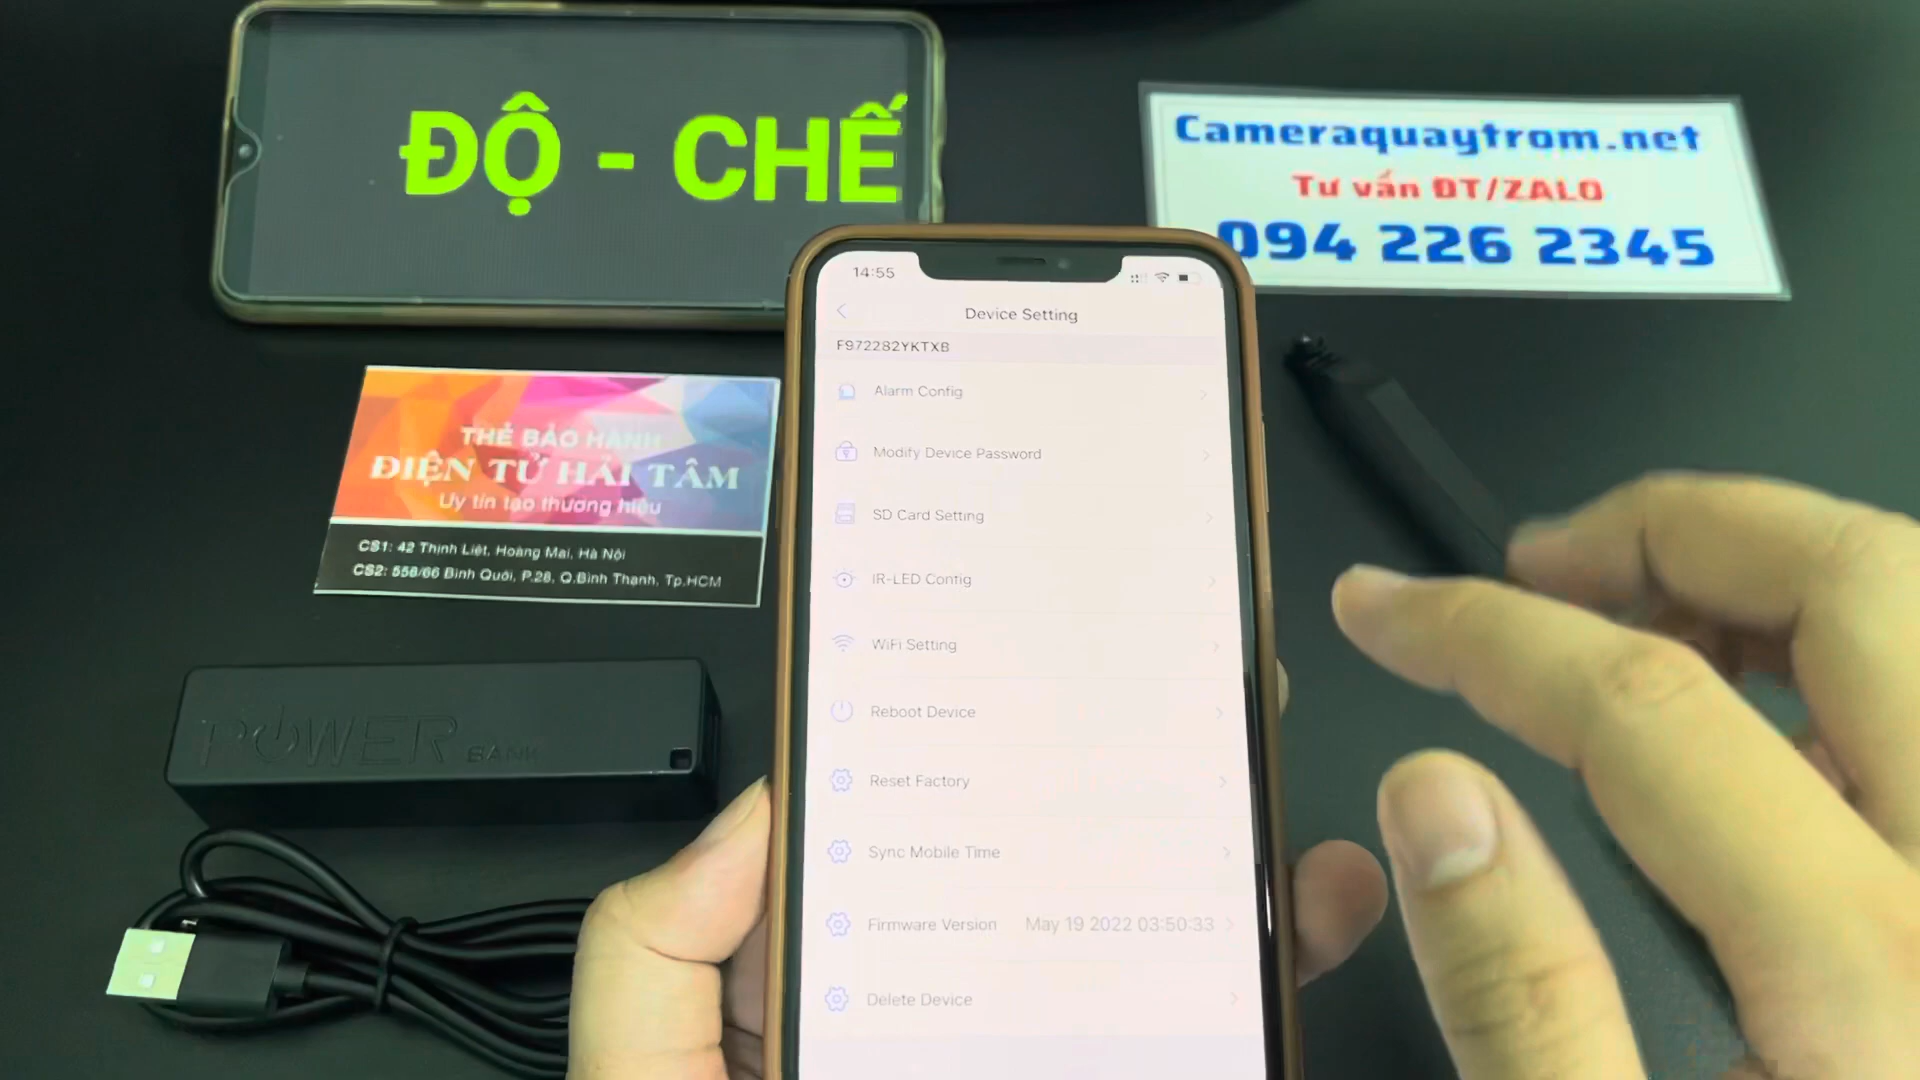 ĐỘ - CHẾ
Cameraquaytrom.net
Tư vấn ĐT/ZALO
094 226 2345
THẺ BẢO HÀNH
ĐIỆN TỬ HẢI TÂM
Uy tín tạo thương hiệu
CS1: 42 Thịnh Liệt, Hoàng Mai, Hà Nội
CS2: 558/66 Bình Quới, P.28, Q.Bình Thạnh, Tp.HCM
14:55
Device Setting
F972282YKTXB
Alarm Config
Modify Device Password
SD Card Setting
IR-LED Config
WiFi Setting
Reboot Device
Reset Factory
Sync Mobile Time
Firmware Version May 19 2022 03:50:33
Delete Device
POWER BANK